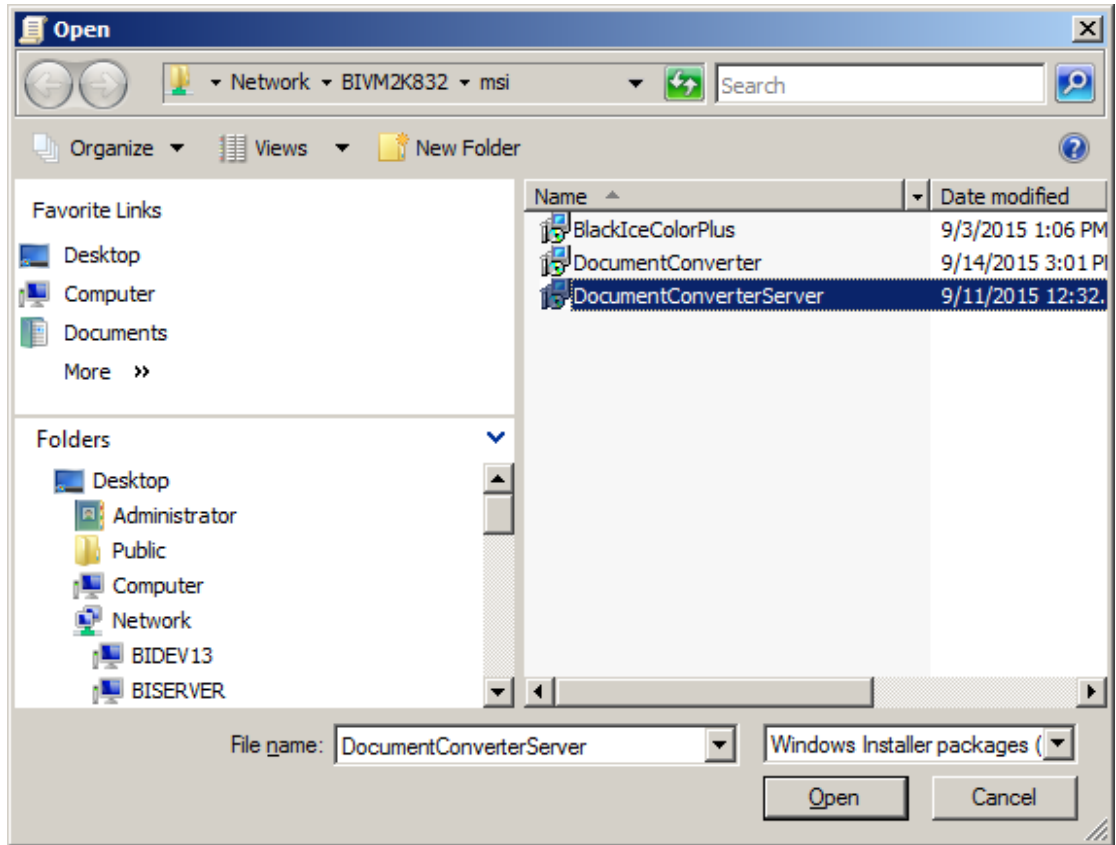 Open
Network BIVM2K832 msi
Search
Organize Views New Folder
Favorite Links
Desktop
Computer
Documents
More »
Folders
Desktop
Administrator
Public
Computer
Network
BIDEV13
BISERVER
Name Date modified
BlackIceColorPlus 9/3/2015 1:06 PM
DocumentConverter 9/14/2015 3:01 P
DocumentConverterServer 9/11/2015 12:32.
File name: DocumentConverterServer
Windows Installer packages (
Open Cancel